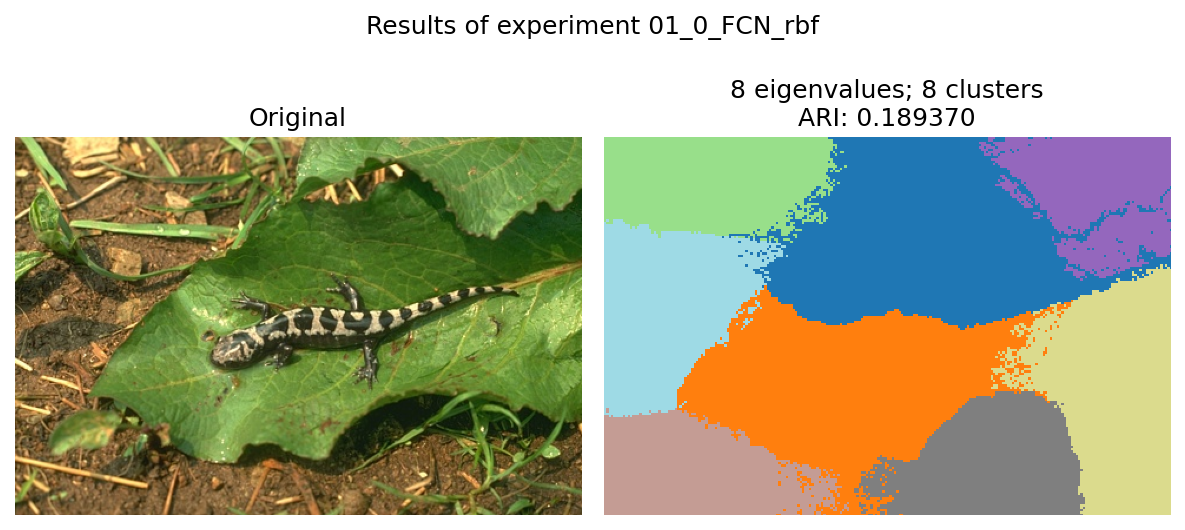 Results of experiment 01_0_FCN_rbf
Original
8 eigenvalues; 8 clusters
ARI: 0.189370